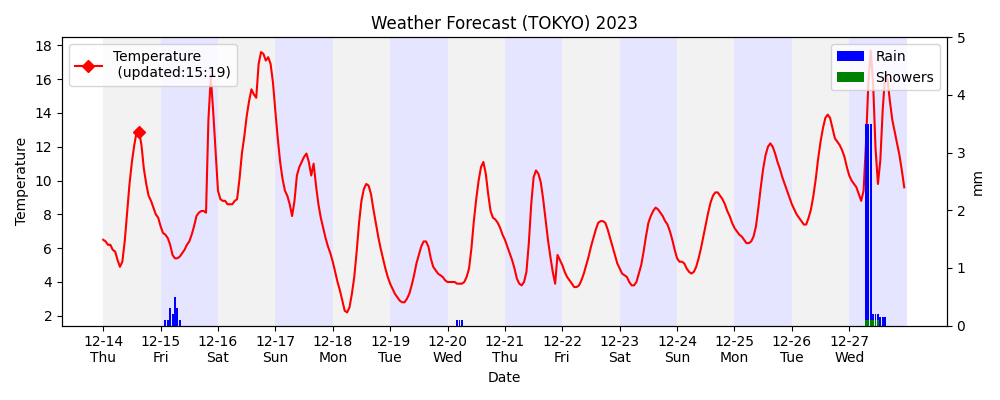 Weather Forecast (TOKYO) 2023
Temperature
(updated:15:19)
Rain
Showers
Temperature
18
16
14
12
10
8
6
4
2
5
4
3
2
1
0
mm
12-14 12-15 12-16 12-17 12-18 12-19 12-20 12-21 12-22 12-23 12-24 12-25 12-26 12-27
Thu Fri Sat Sun Mon Tue Wed Thu Fri Sat Sun Mon Tue Wed
Date